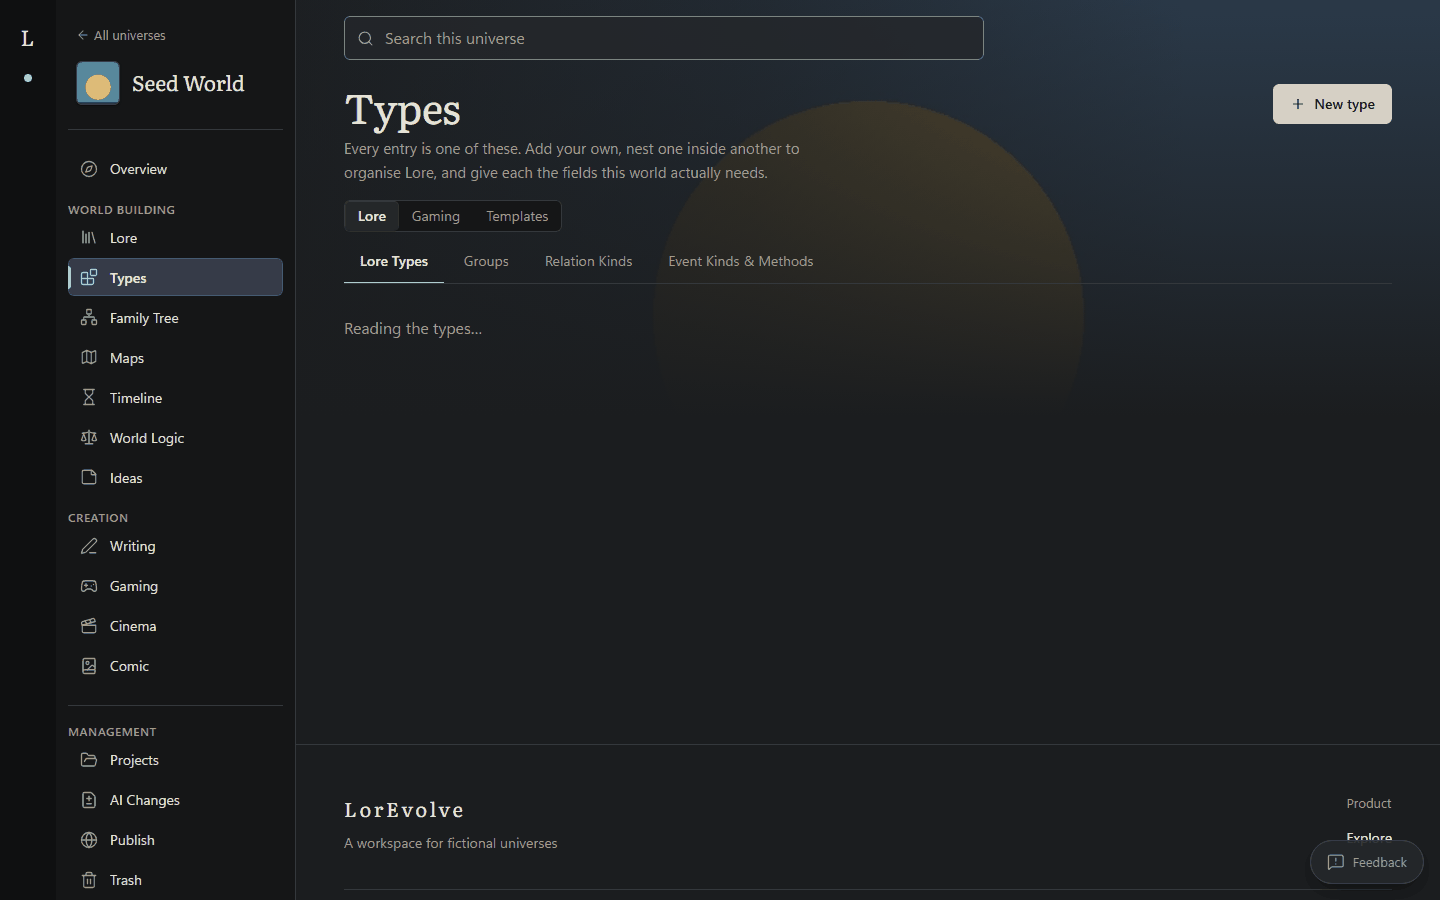 L
All universes
Seed World
Overview
WORLD BUILDING
Lore
Types
Family Tree
Maps
Timeline
World Logic
Ideas
CREATION
Writing
Gaming
Cinema
Comic
MANAGEMENT
Projects
AI Changes
Publish
Trash
Search this universe
Types
New type
Every entry is one of these. Add your own, nest one inside another to
organise Lore, and give each the fields this world actually needs.
Lore Gaming Templates
Lore Types Groups Relation Kinds Event Kinds & Methods
Reading the types...
LorEvolve
A workspace for fictional universes
Product
Explore
Feedback